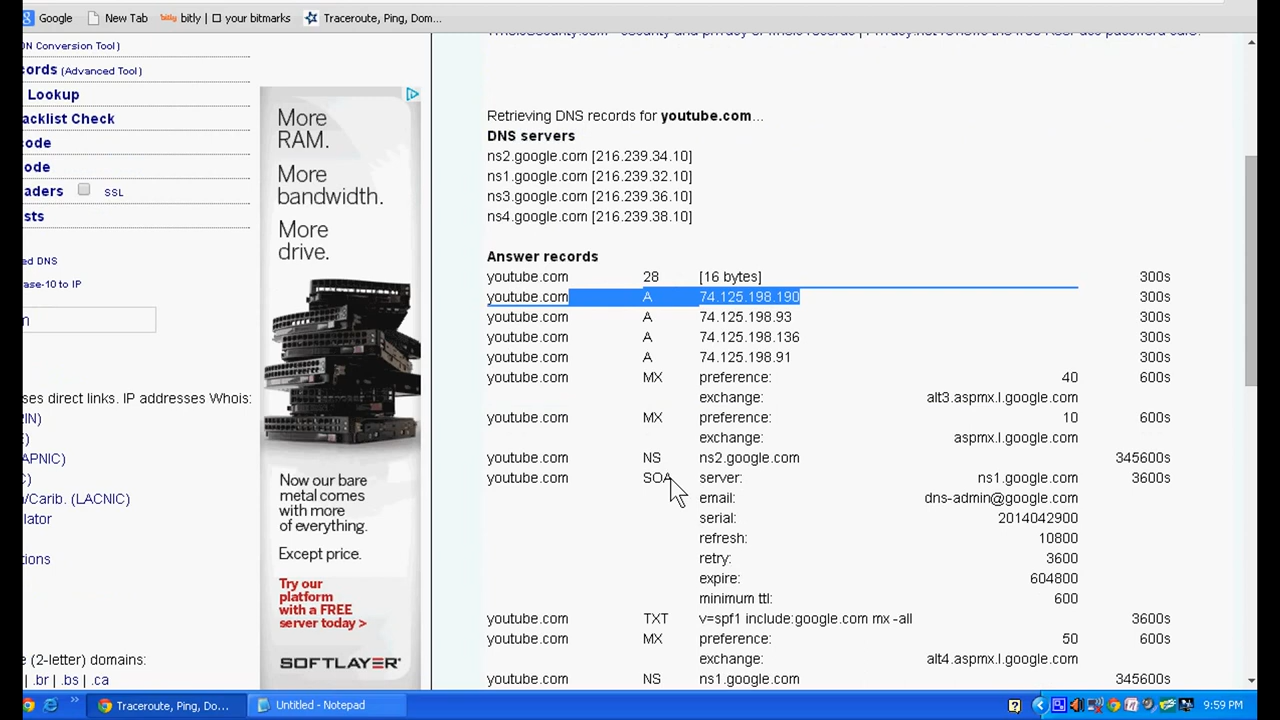 Google New Tab bitly your bitmarks Traceroute, Ping, Dom...
ON Conversion Tool)
cords (Advanced Tool)
Lookup
acklist Check
code
ode
aders SSL
sts
ed DNS
ase-10 to IP
m
ses direct links. IP addresses Whois:
RIN)
E)
(APNIC)
C)
/Carib. (LACNIC)
lator
tions
e (2-letter) domains:
| .br | .bs | .ca
More
RAM.
More
bandwidth.
More
drive.
Now our bare
metal comes
with more
of everything.
Except price.
Try our
platform
with a FREE
server today >
SOFTLAYER
Retrieving DNS records for youtube.com...
DNS servers
ns2.google.com [216.239.34.10]
ns1.google.com [216.239.32.10]
ns3.google.com [216.239.36.10]
ns4.google.com [216.239.38.10]
Answer records
youtube.com 28 [16 bytes] 300s
youtube.com A 74.125.198.190 300s
youtube.com A 74.125.198.93 300s
youtube.com A 74.125.198.136 300s
youtube.com A 74.125.198.91 300s
youtube.com MX preference: 40 600s
exchange: alt3.aspmx.l.google.com
youtube.com MX preference: 10 600s
exchange: aspmx.l.google.com
youtube.com NS ns2.google.com 345600s
youtube.com SOA server: ns1.google.com 3600s
email: dns-admin@google.com
serial: 2014042900
refresh: 10800
retry: 3600
expire: 604800
minimum ttl: 600
youtube.com TXT v=spf1 include:google.com mx -all 3600s
youtube.com MX preference: 50 600s
exchange: alt4.aspmx.l.google.com
youtube.com NS ns1.google.com 345600s
Traceroute, Ping, Do... Untitled - Notepad 9:59 PM